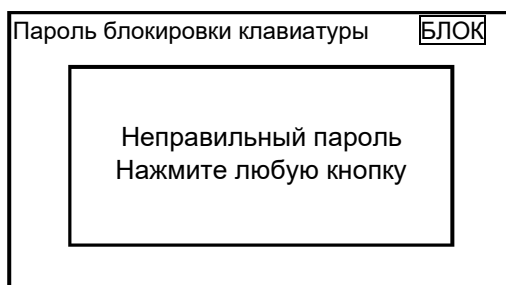 Пароль блокировки клавиатуры БЛОК
Неправильный пароль
Нажмите любую кнопку